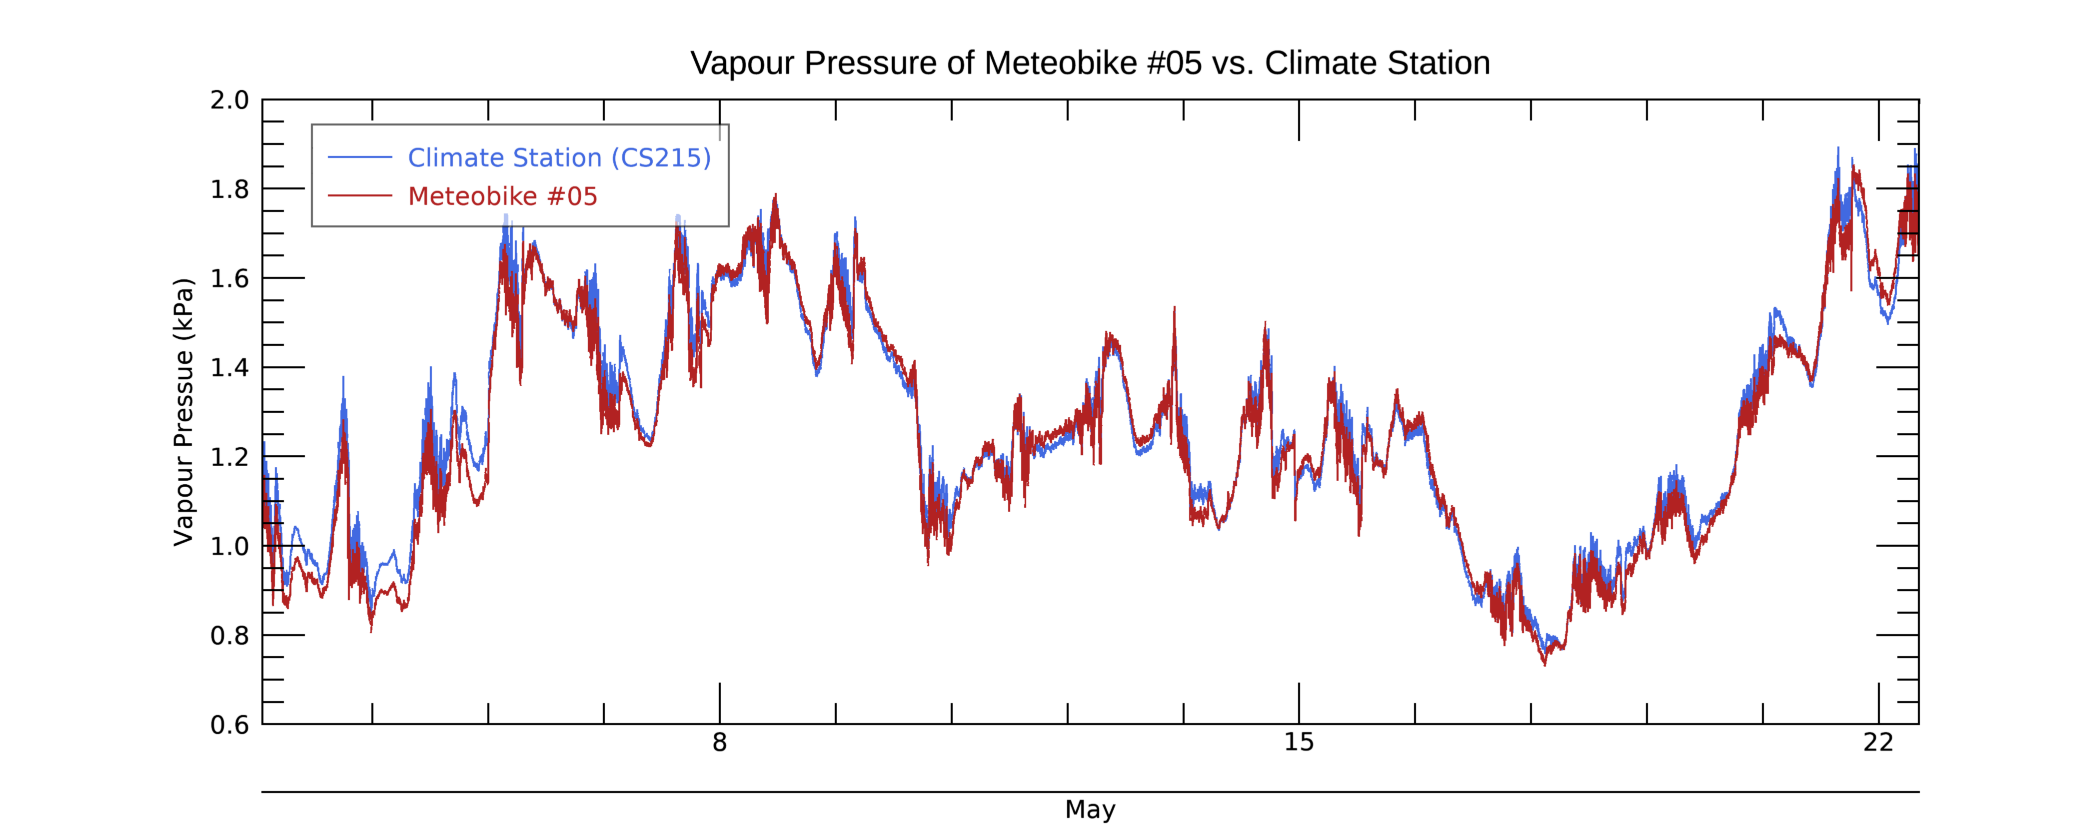 Vapour Pressure of Meteobike #05 vs. Climate Station
2.0
Climate Station (CS215)
1.8
Meteobike #05
1.6
1.4
1.2
1.0
0.8
0.6
Vapour Pressue (kPa)
8
15
22
May